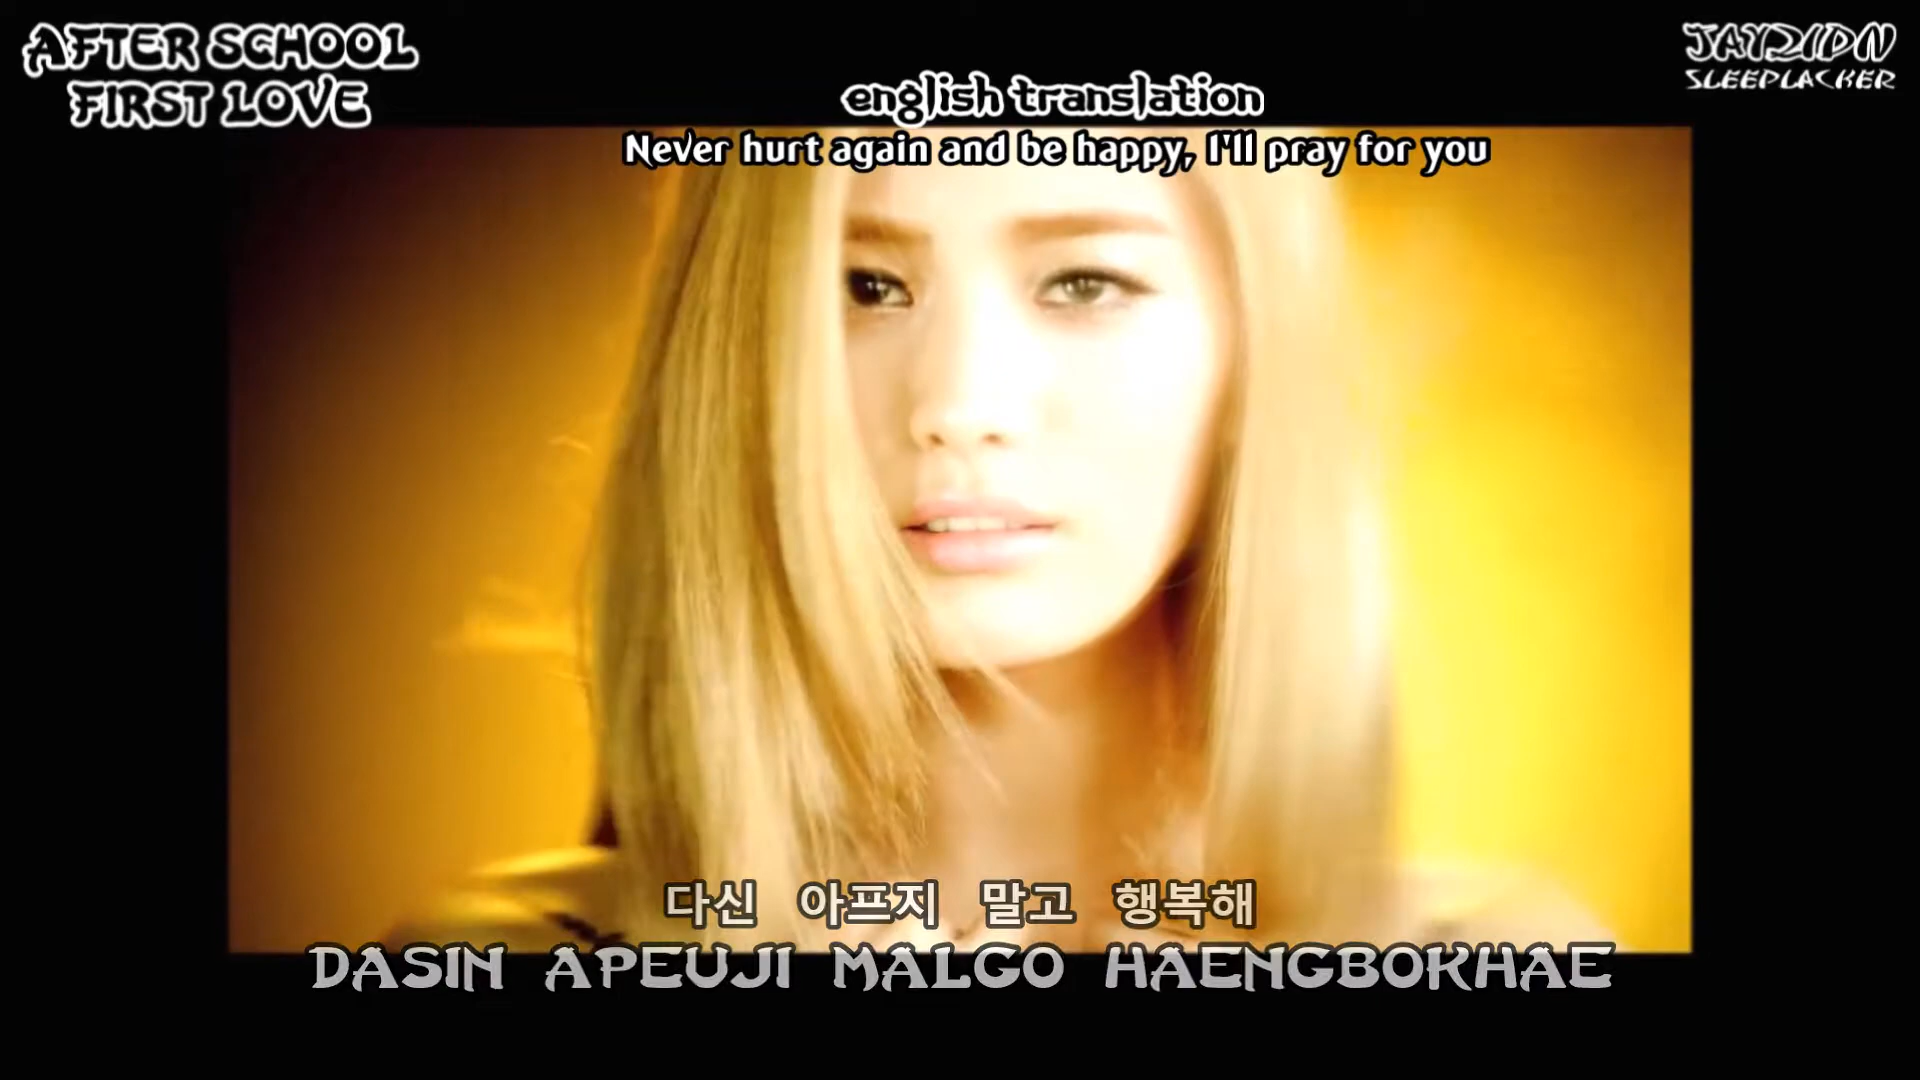 AFTER SCHOOL
FIRST LOVE
JAYZIDN
SLEEPLACKER
english translation
Never hurt again and be happy, I'll pray for you
다신 아프지 말고 행복해
DASIN APEUJI MALGO HAENGBOKHAE